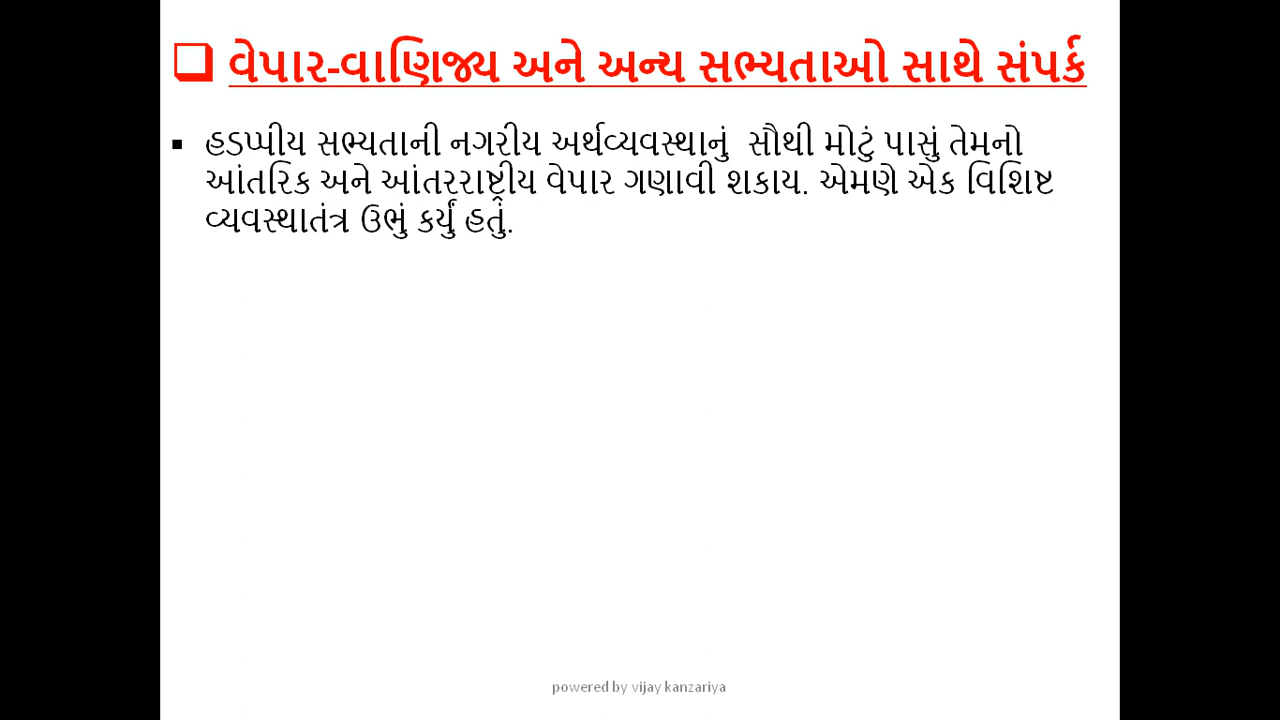 વેપાર-વાણિજ્ય અને અન્ય સભ્યતાઓ સાથે સંપર્ક
હડપ્પીય સભ્યતાની નગરીય અર્થવ્યવસ્થાનું સૌથી મોટું પાસું તેમનો
આંતરિક અને આંતરરાષ્ટ્રીય વેપાર ગણાવી શકાય. એમણે એક વિશિષ્ટ
વ્યવસ્થાતંત્ર ઉભું કર્યું હતું.
powered by vijay kanzariya